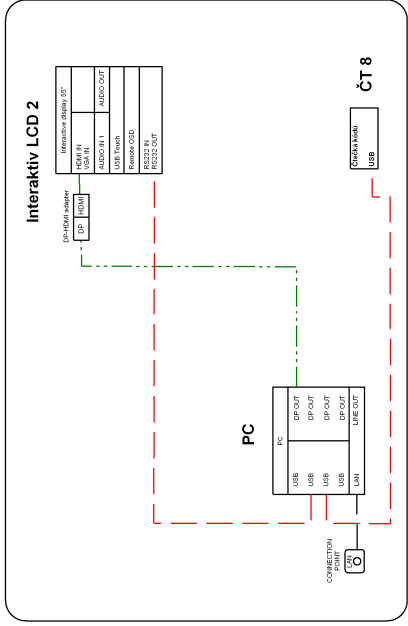 Interaktiv LCD 2
Interactive display 55"
HDMI IN
VGA IN
AUDIO IN 1
AUDIO OUT
USB Touch
Remote OSD
RS232 IN
RS232 OUT
DP-HDMI adapter
DP
HDMI
ČT 8
Čtečka kódů
USB
PC
PC
USB
DP OUT
USB
DP OUT
USB
DP OUT
USB
DP OUT
LAN
LINE OUT
CONNECTION
POINT
LAN